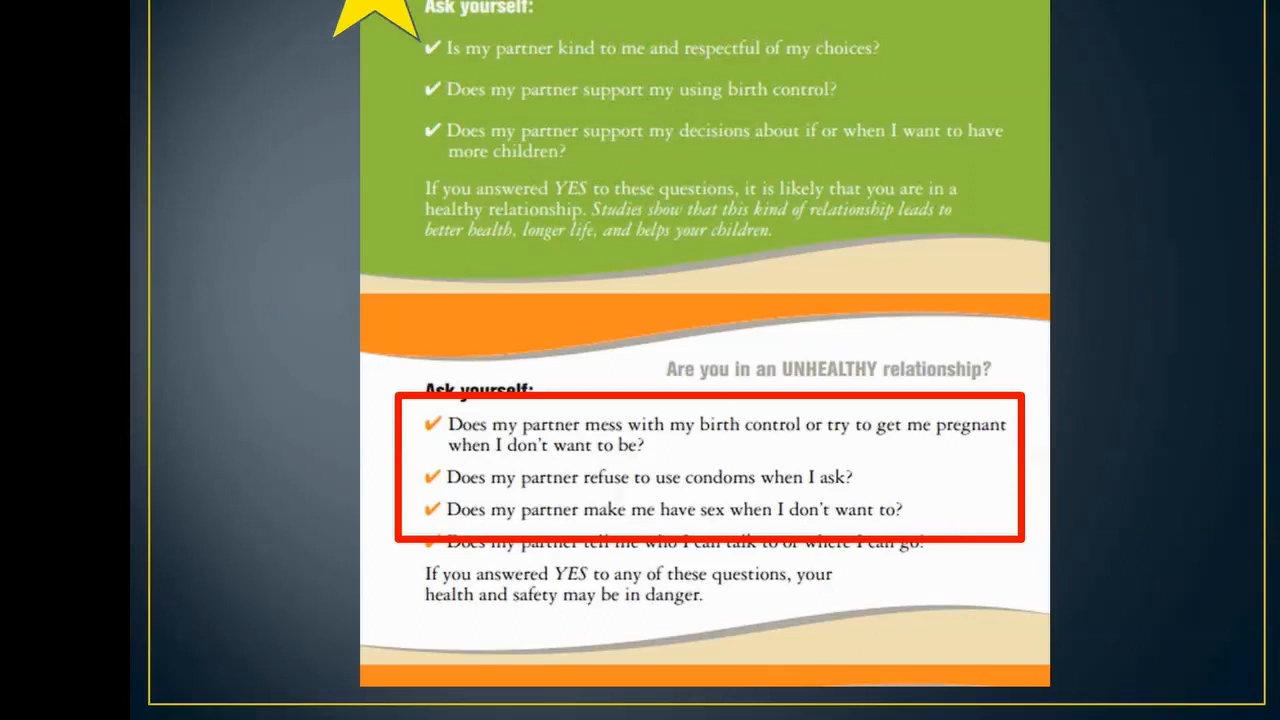 Ask yourself:
✔ Is my partner kind to me and respectful of my choices?
✔ Does my partner support my using birth control?
✔ Does my partner support my decisions about if or when I want to have
more children?
If you answered YES to these questions, it is likely that you are in a
healthy relationship. Studies show that this kind of relationship leads to
better health, longer life, and helps your children.
Are you in an UNHEALTHY relationship?
Ask yourself:
✔ Does my partner mess with my birth control or try to get me pregnant
when I don't want to be?
✔ Does my partner refuse to use condoms when I ask?
✔ Does my partner make me have sex when I don't want to?
✔ Does my partner tell me who I can talk to or where I can go?
If you answered YES to any of these questions, your
health and safety may be in danger.